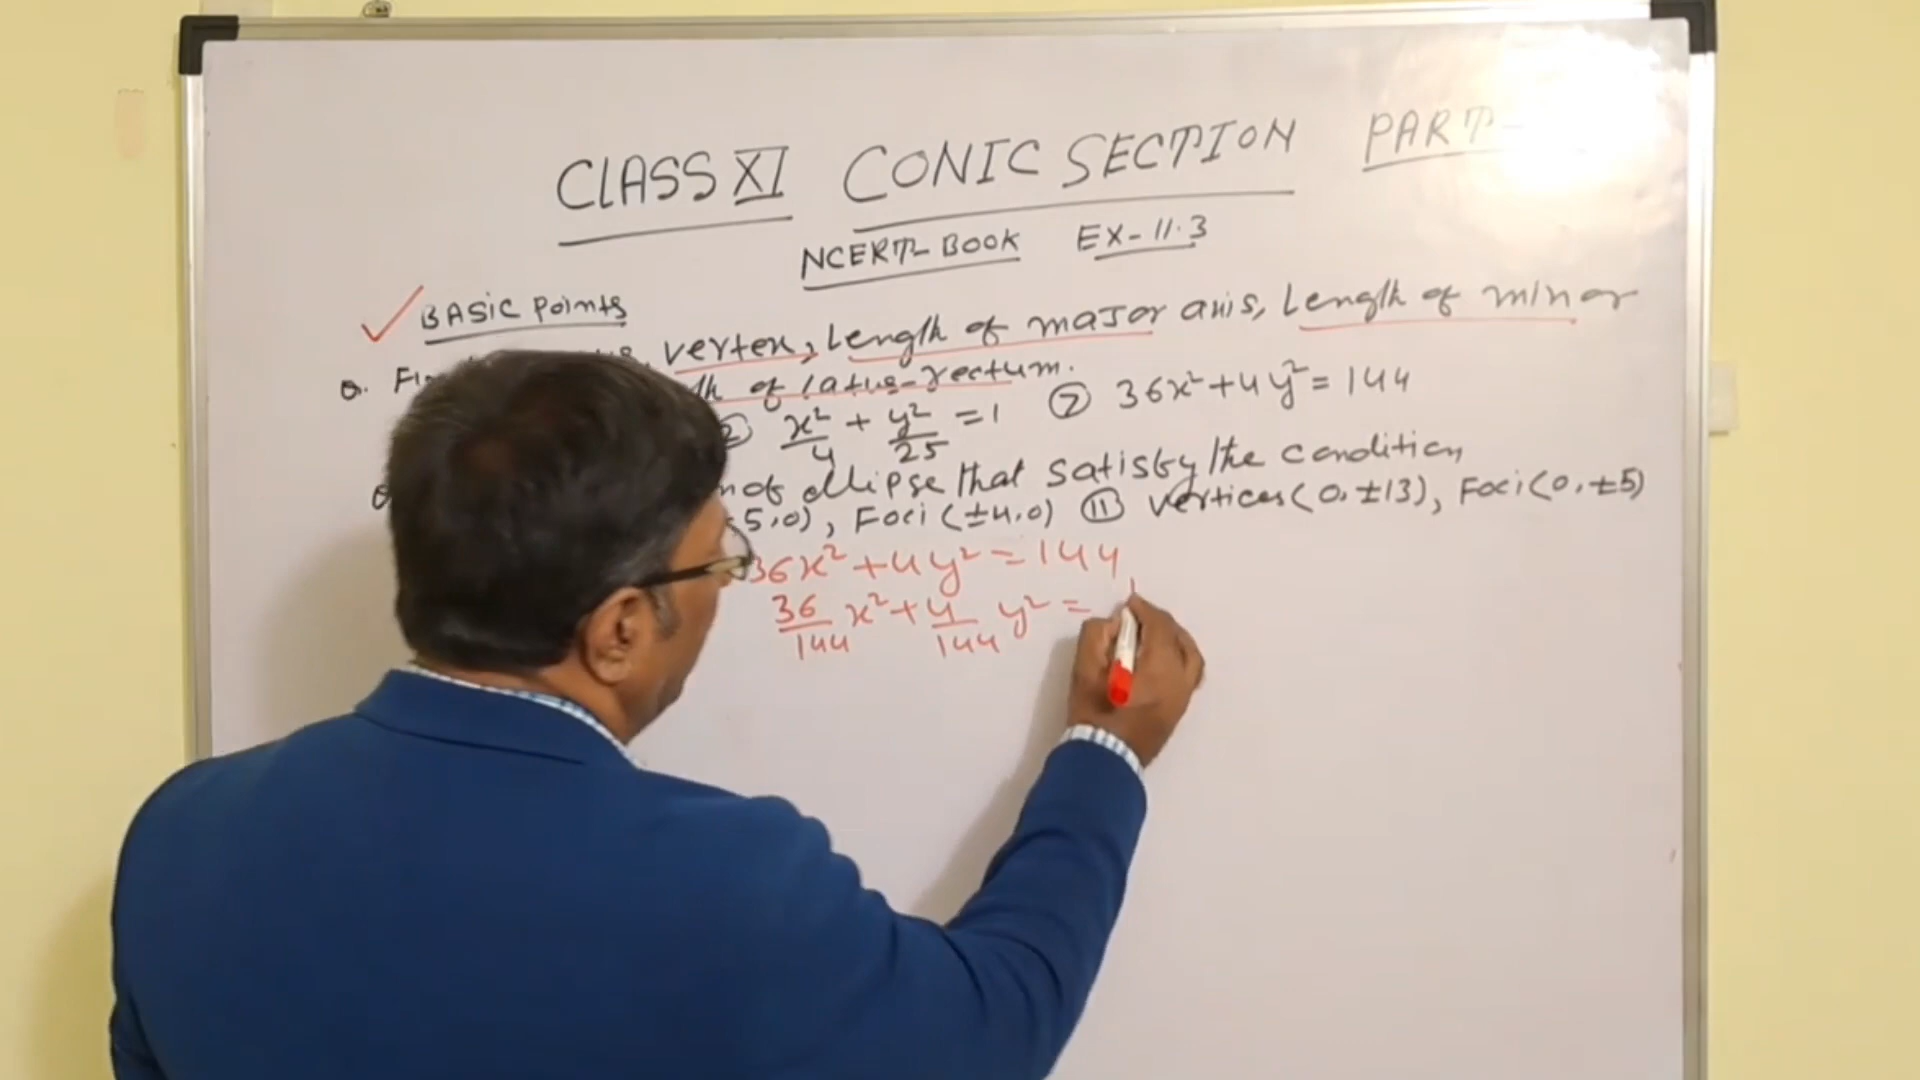 CLASS XI CONIC SECTION PART-
NCERT-BOOK EX-11.3
✓ BASIC Points
Q. vertex, Length of major axis, Length of minor
of latus-rectum.
x²/4 + y²/25 = 1 ⑦ 36x² + 4y² = 144
of ellipse that satisfy the condition
5,0), Foci (±4,0) ⑪ vertices (0, ±13), Foci (0, ±5)
36x² + 4y² = 144
36/144 x² + 4/144 y² =